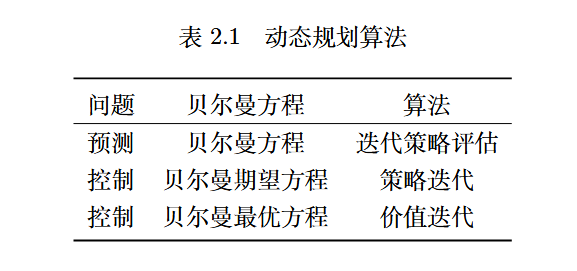 表 2.1 动态规划算法
问题 贝尔曼方程 算法
预测 贝尔曼方程 迭代策略评估
控制 贝尔曼期望方程 策略迭代
控制 贝尔曼最优方程 价值迭代